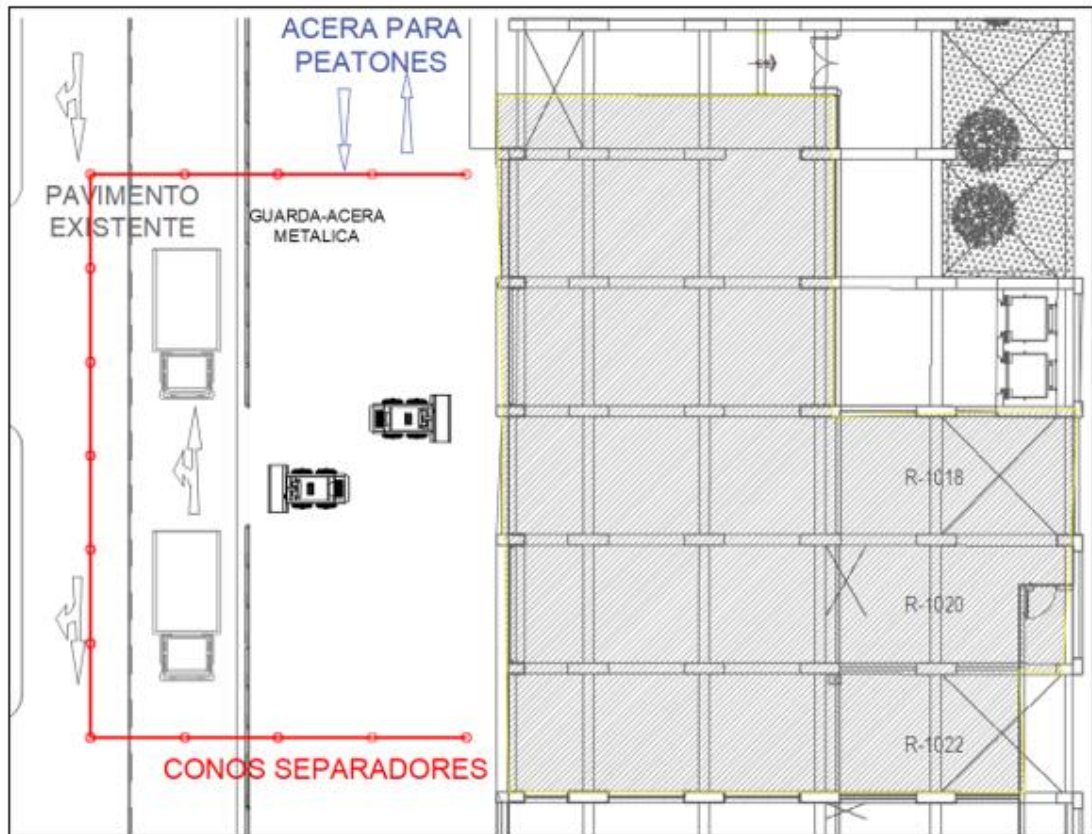 ACERA PARA
PEATONES
PAVIMENTO
EXISTENTE
GUARDA-ACERA
METALICA
R-1018
R-1020
R-1022
CONOS SEPARADORES